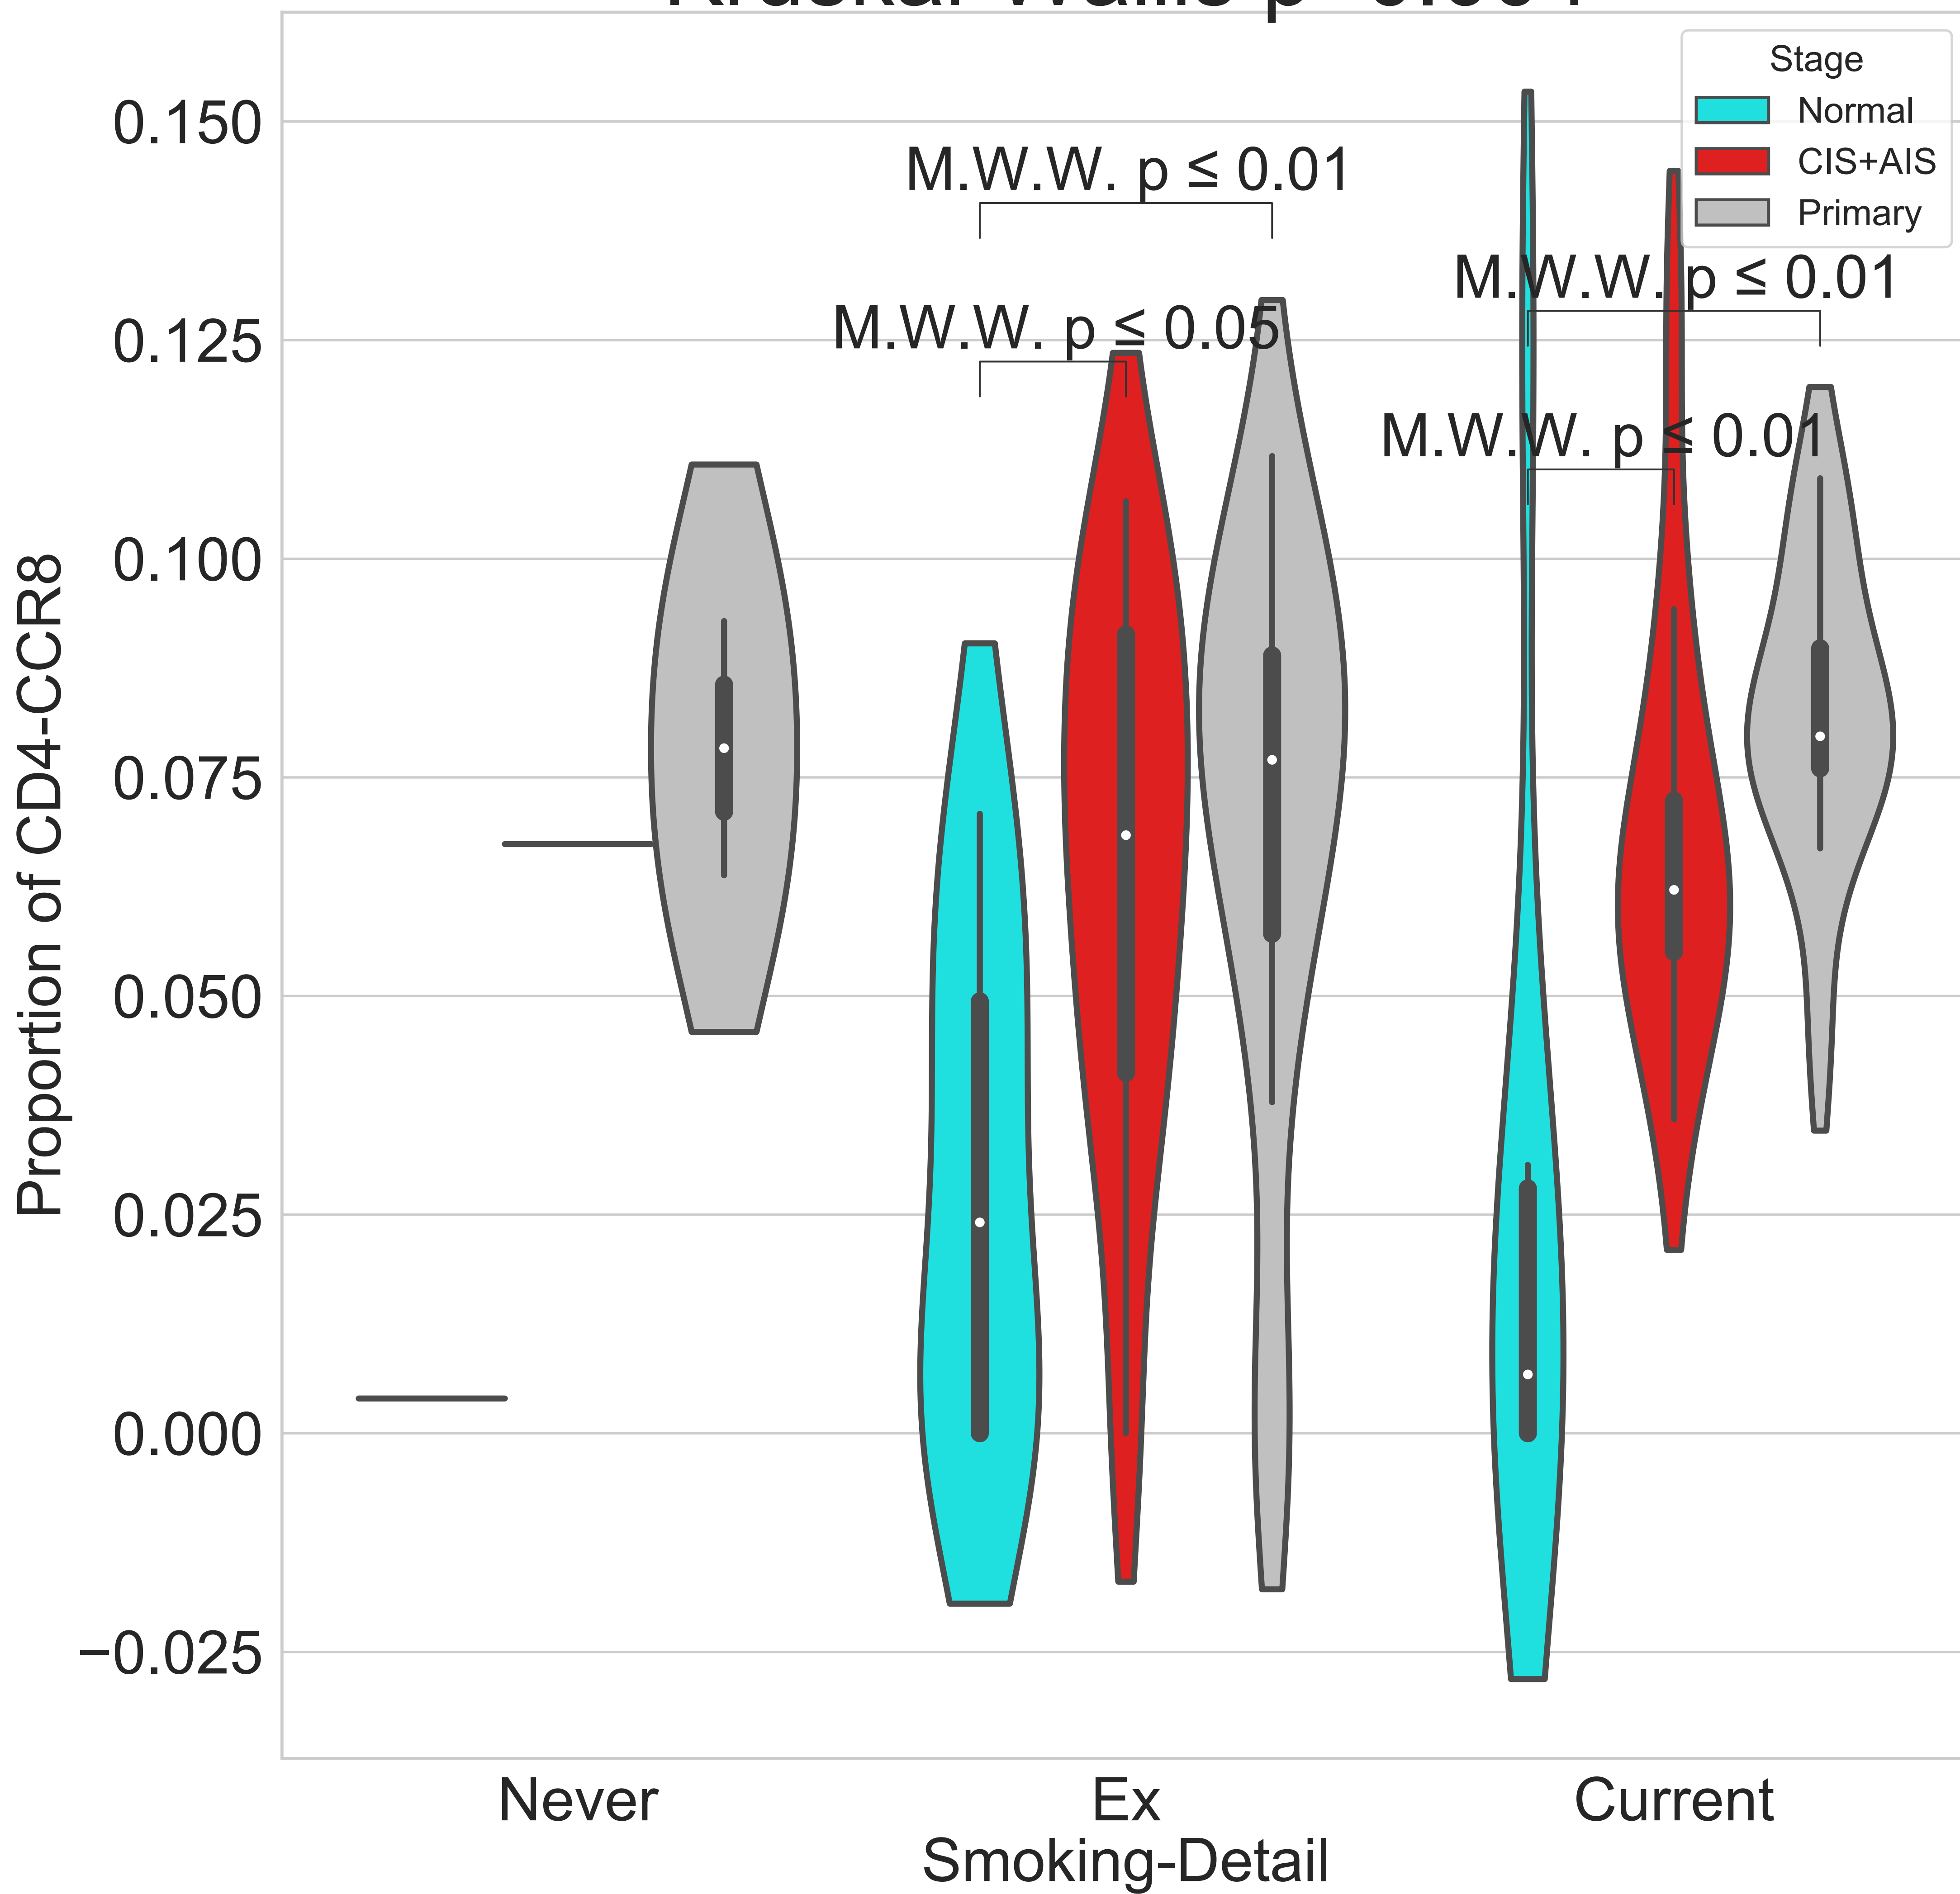 Stage
Normal
CIS+AIS
Primary
M.W.W. p ≤ 0.01
M.W.W. p ≤ 0.05
M.W.W. p ≤ 0.01
M.W.W. p ≤ 0.01
0.150
0.125
0.100
0.075
0.050
0.025
0.000
−0.025
Proportion of CD4-CCR8
Never
Ex
Current
Smoking-Detail